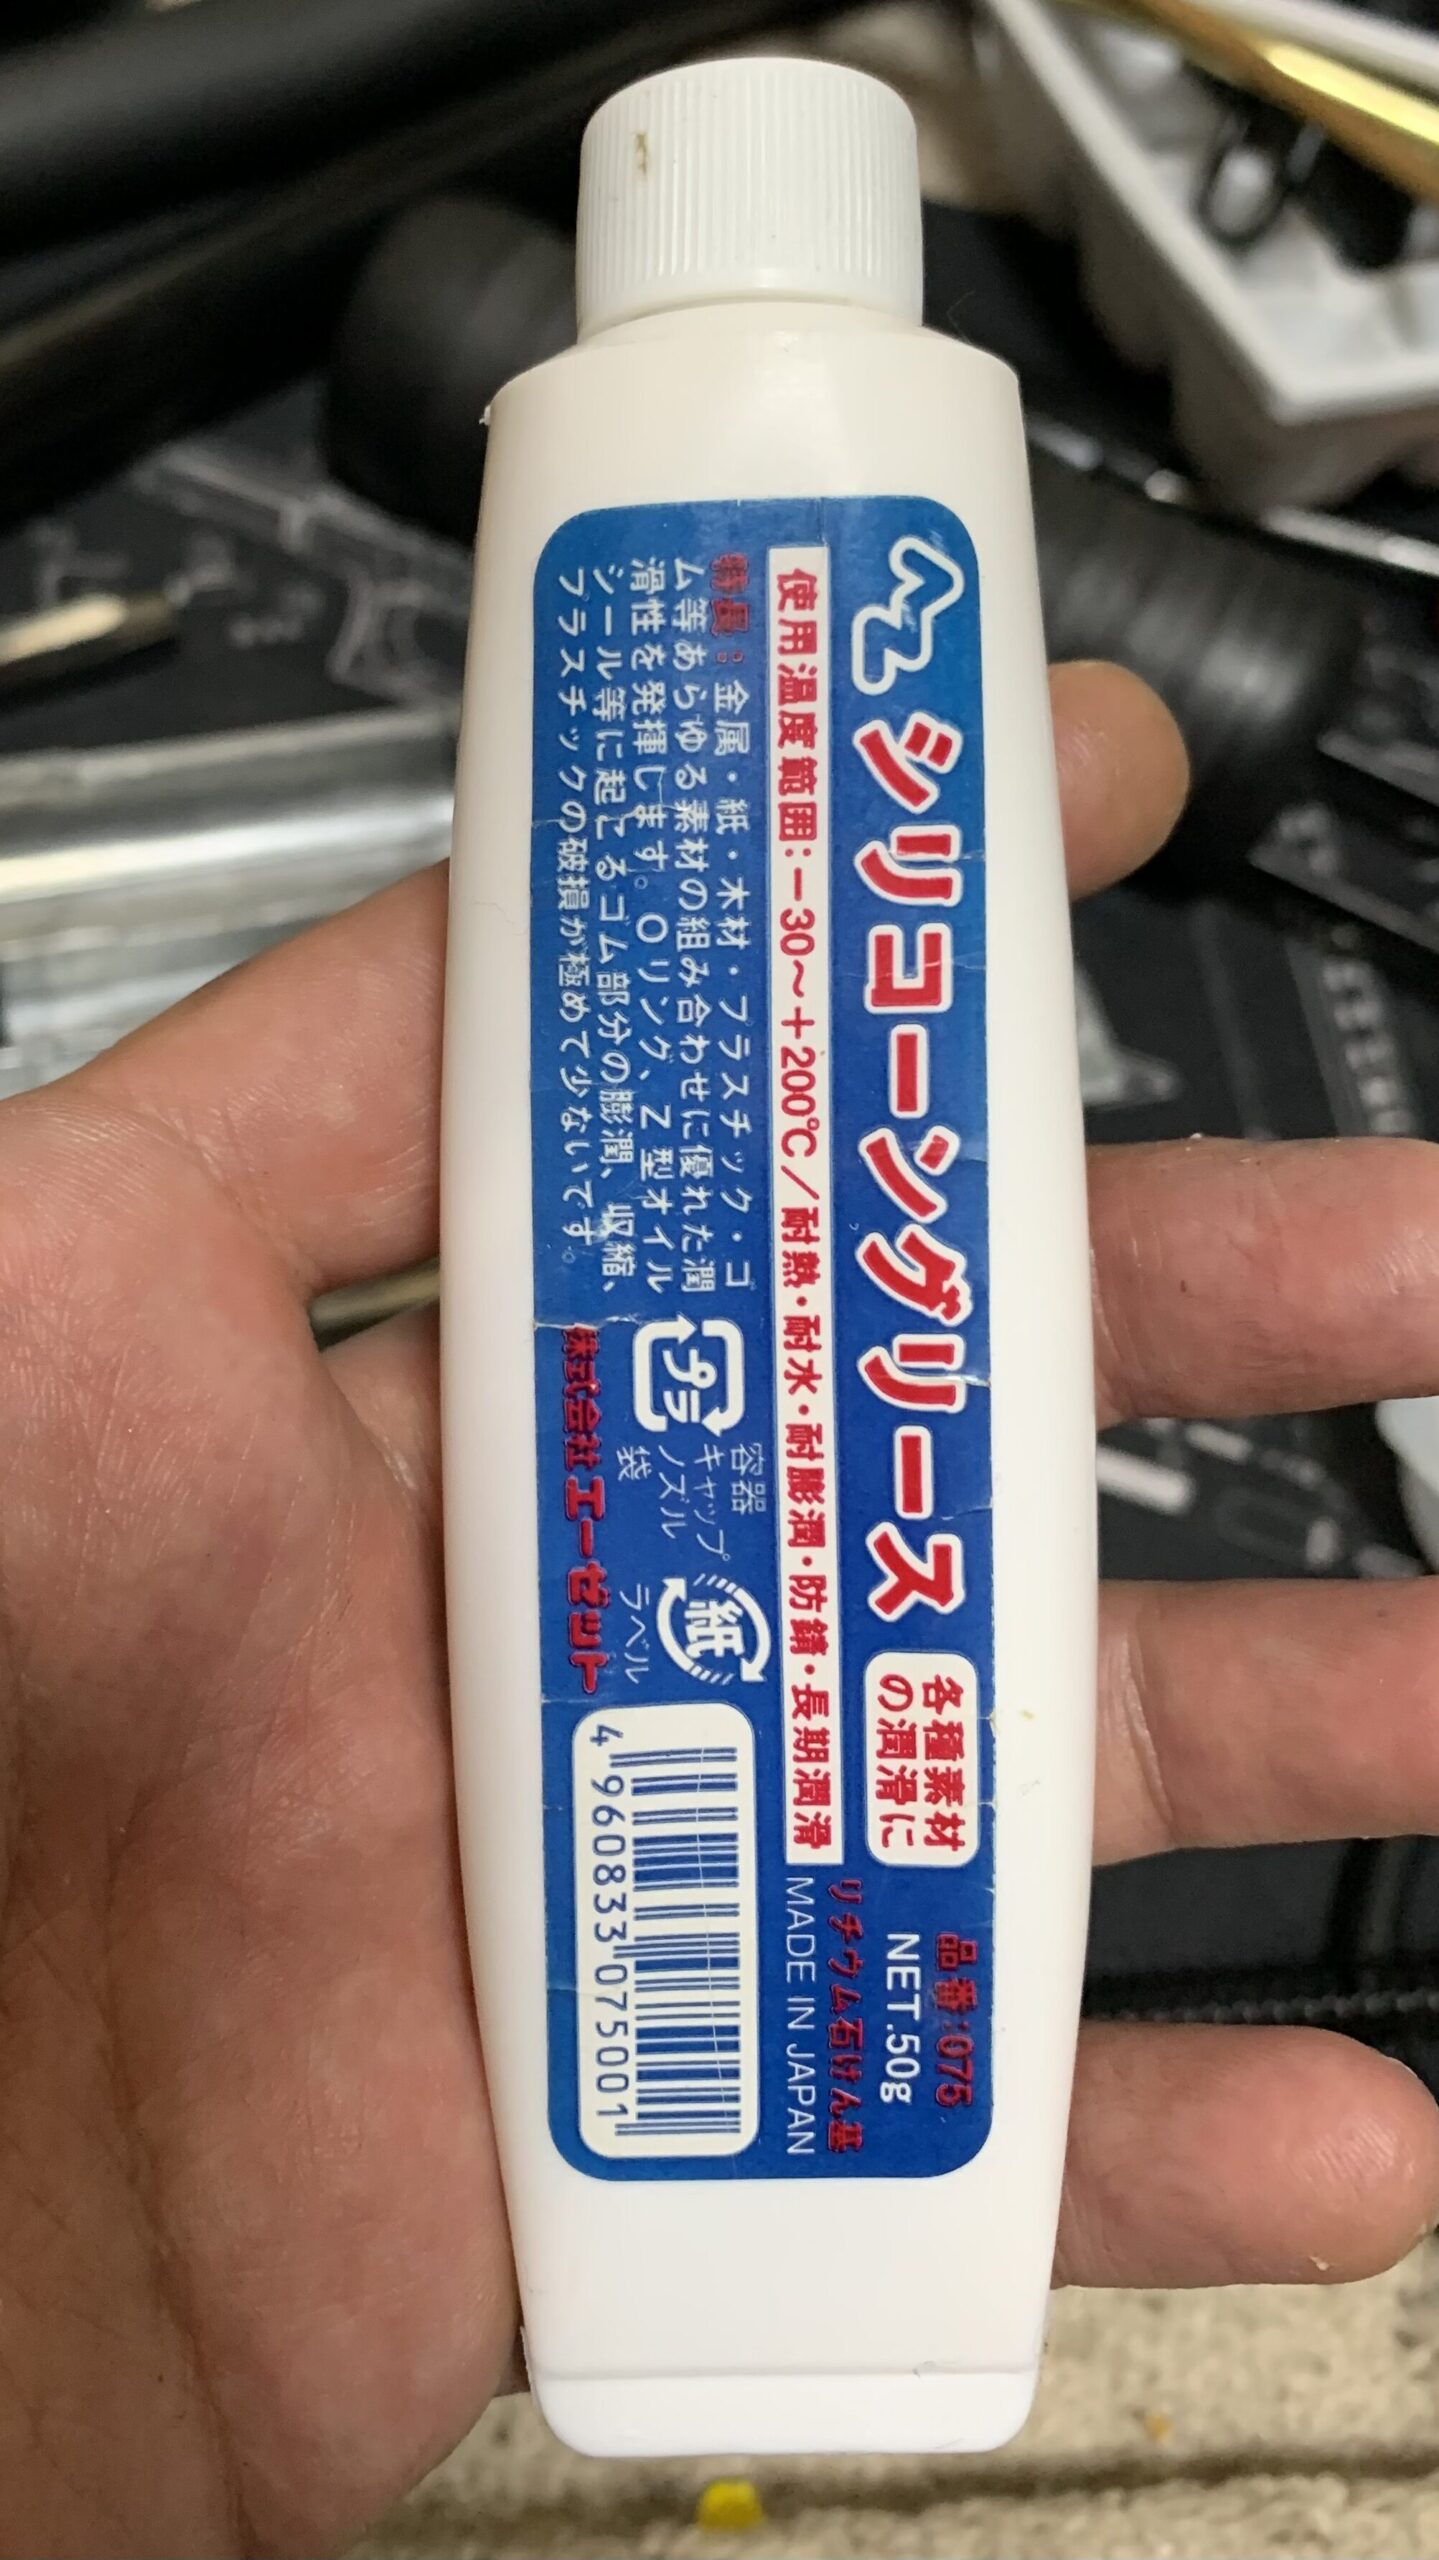 AZ シリコーングリース
各種素材
の潤滑に
品番:075
NET.50g
使用温度範囲:−30～+200℃/耐熱・耐水・耐膨潤・防錆・長期潤滑
リチウム石けん基
MADE IN JAPAN
特長:金属・紙・木材・プラスチック・ゴ
ム等あらゆる素材の組み合わせに優れた潤
滑性を発揮します。Oリング、Z型オイル
シール等に起こるゴム部分の膨潤、収縮、
プラスチックの破損が極めて少ないです。
プラ
容器
キャップ
ノズル
袋
紙
ラベル
株式会社エーゼット
4 960833 075001